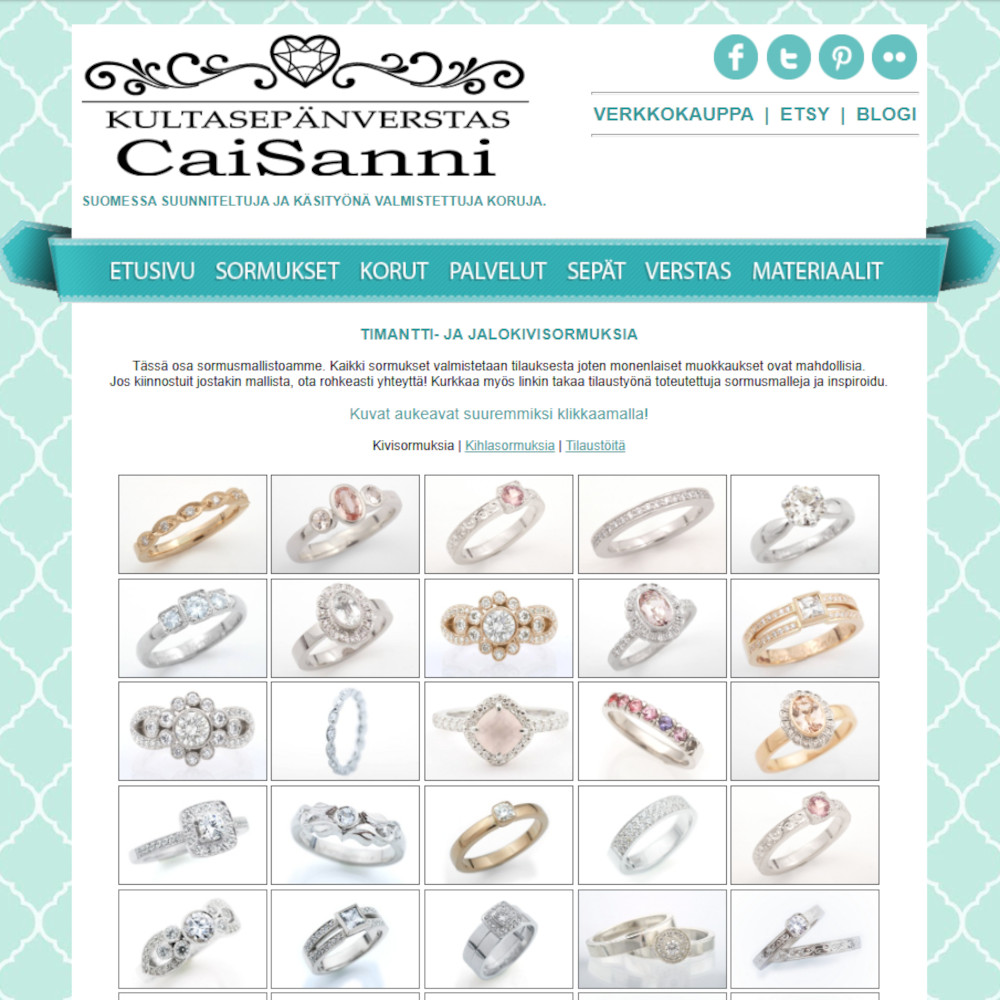 KULTASEPÄNVERSTAS
CaiSanni
SUOMESSA SUUNNITELTUJA JA KÄSITYÖNÄ VALMISTETTUJA KORUJA.
VERKKOKAUPPA | ETSY | BLOGI
ETUSIVU SORMUKSET KORUT PALVELUT SEPÄT VERSTAS MATERIAALIT
TIMANTTI- JA JALOKIVISORMUKSIA
Tässä osa sormusmallistoamme. Kaikki sormukset valmistetaan tilauksesta joten monenlaiset muokkaukset ovat mahdollisia.
Jos kiinnostuit jostakin mallista, ota rohkeasti yhteyttä! Kurkkaa myös linkin takaa tilaustyönä toteutettuja sormusmalleja ja inspiroidu.
Kuvat aukeavat suuremmiksi klikkaamalla!
Kivisormuksia | Kihlasormuksia | Tilaustöitä